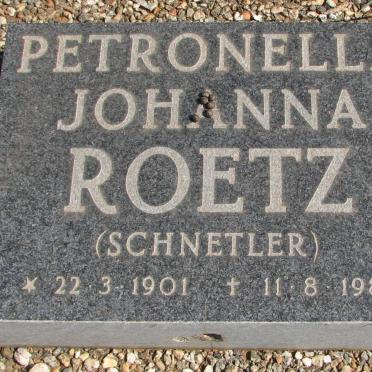 PETRONELL
JOHANNA
ROETZ
(SCHNETLER)
* 22·3·1901 † 11·8·198